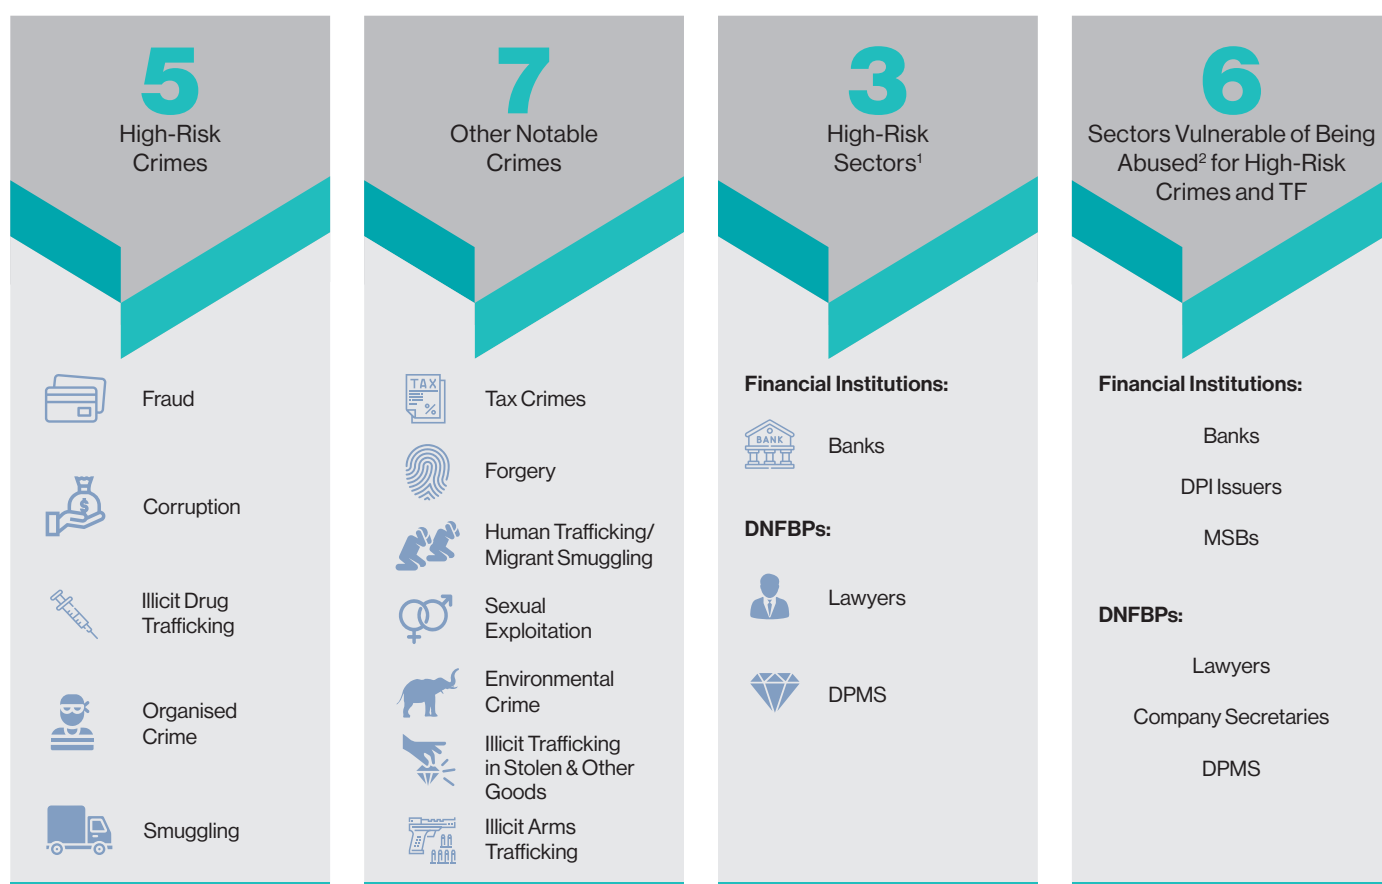 5
High-Risk
Crimes
Fraud
Corruption
Illicit Drug
Trafficking
Organised
Crime
Smuggling
7
Other Notable
Crimes
TAX
%
Tax Crimes
Forgery
Human Trafficking/
Migrant Smuggling
Sexual
Exploitation
Environmental
Crime
Illicit Trafficking
in Stolen & Other
Goods
Illicit Arms
Trafficking
3
High-Risk
Sectors¹
Financial Institutions:
BANK
Banks
DNFBPs:
Lawyers
DPMS
6
Sectors Vulnerable of Being
Abused² for High-Risk
Crimes and TF
Financial Institutions:
Banks
DPI Issuers
MSBs
DNFBPs:
Lawyers
Company Secretaries
DPMS